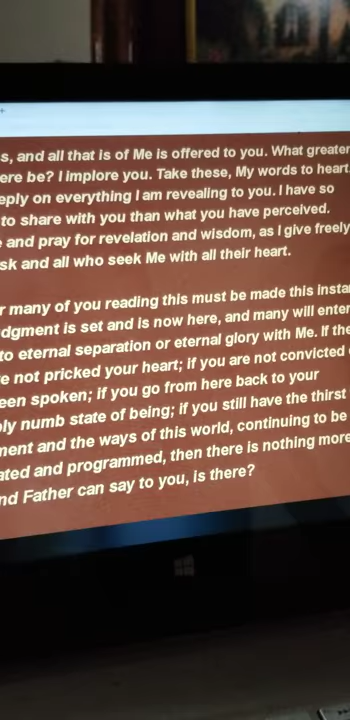 s, and all that is of Me is offered to you. What greater
ere be? I implore you. Take these, My words to heart.
eply on everything I am revealing to you. I have so
to share with you than what you have perceived.
and pray for revelation and wisdom, as I give freely
sk and all who seek Me with all their heart.
r many of you reading this must be made this insta
dgment is set and is now here, and many will enter
to eternal separation or eternal glory with Me. If the
e not pricked your heart; if you are not convicted
een spoken; if you go from here back to your
ly numb state of being; if you still have the thirst
ment and the ways of this world, continuing to be
ated and programmed, then there is nothing more
nd Father can say to you, is there?